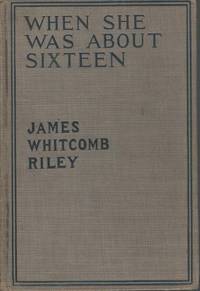 WHEN SHE
WAS ABOUT
SIXTEEN
JAMES
WHITCOMB
RILEY